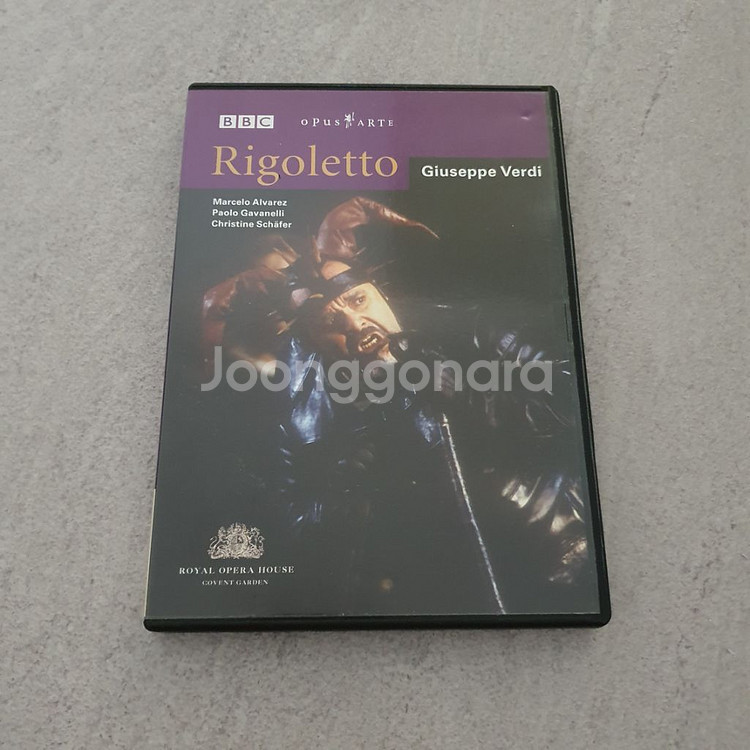 BBC opus ARTE
Rigoletto
Giuseppe Verdi
Marcelo Alvarez
Paolo Gavanelli
Christine Schäfer
Joonggonara
ROYAL OPERA HOUSE
COVENT GARDEN